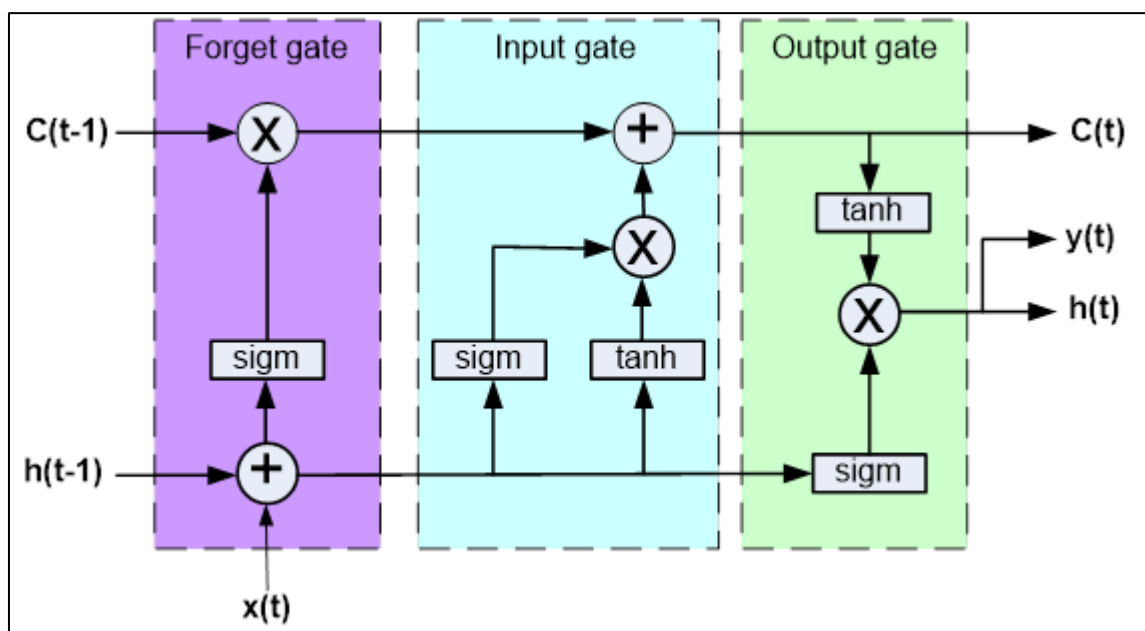 Forget gate
Input gate
Output gate
C(t-1)
X
+
C(t)
tanh
X
y(t)
X
h(t)
sigm
sigm
tanh
h(t-1)
+
sigm
x(t)